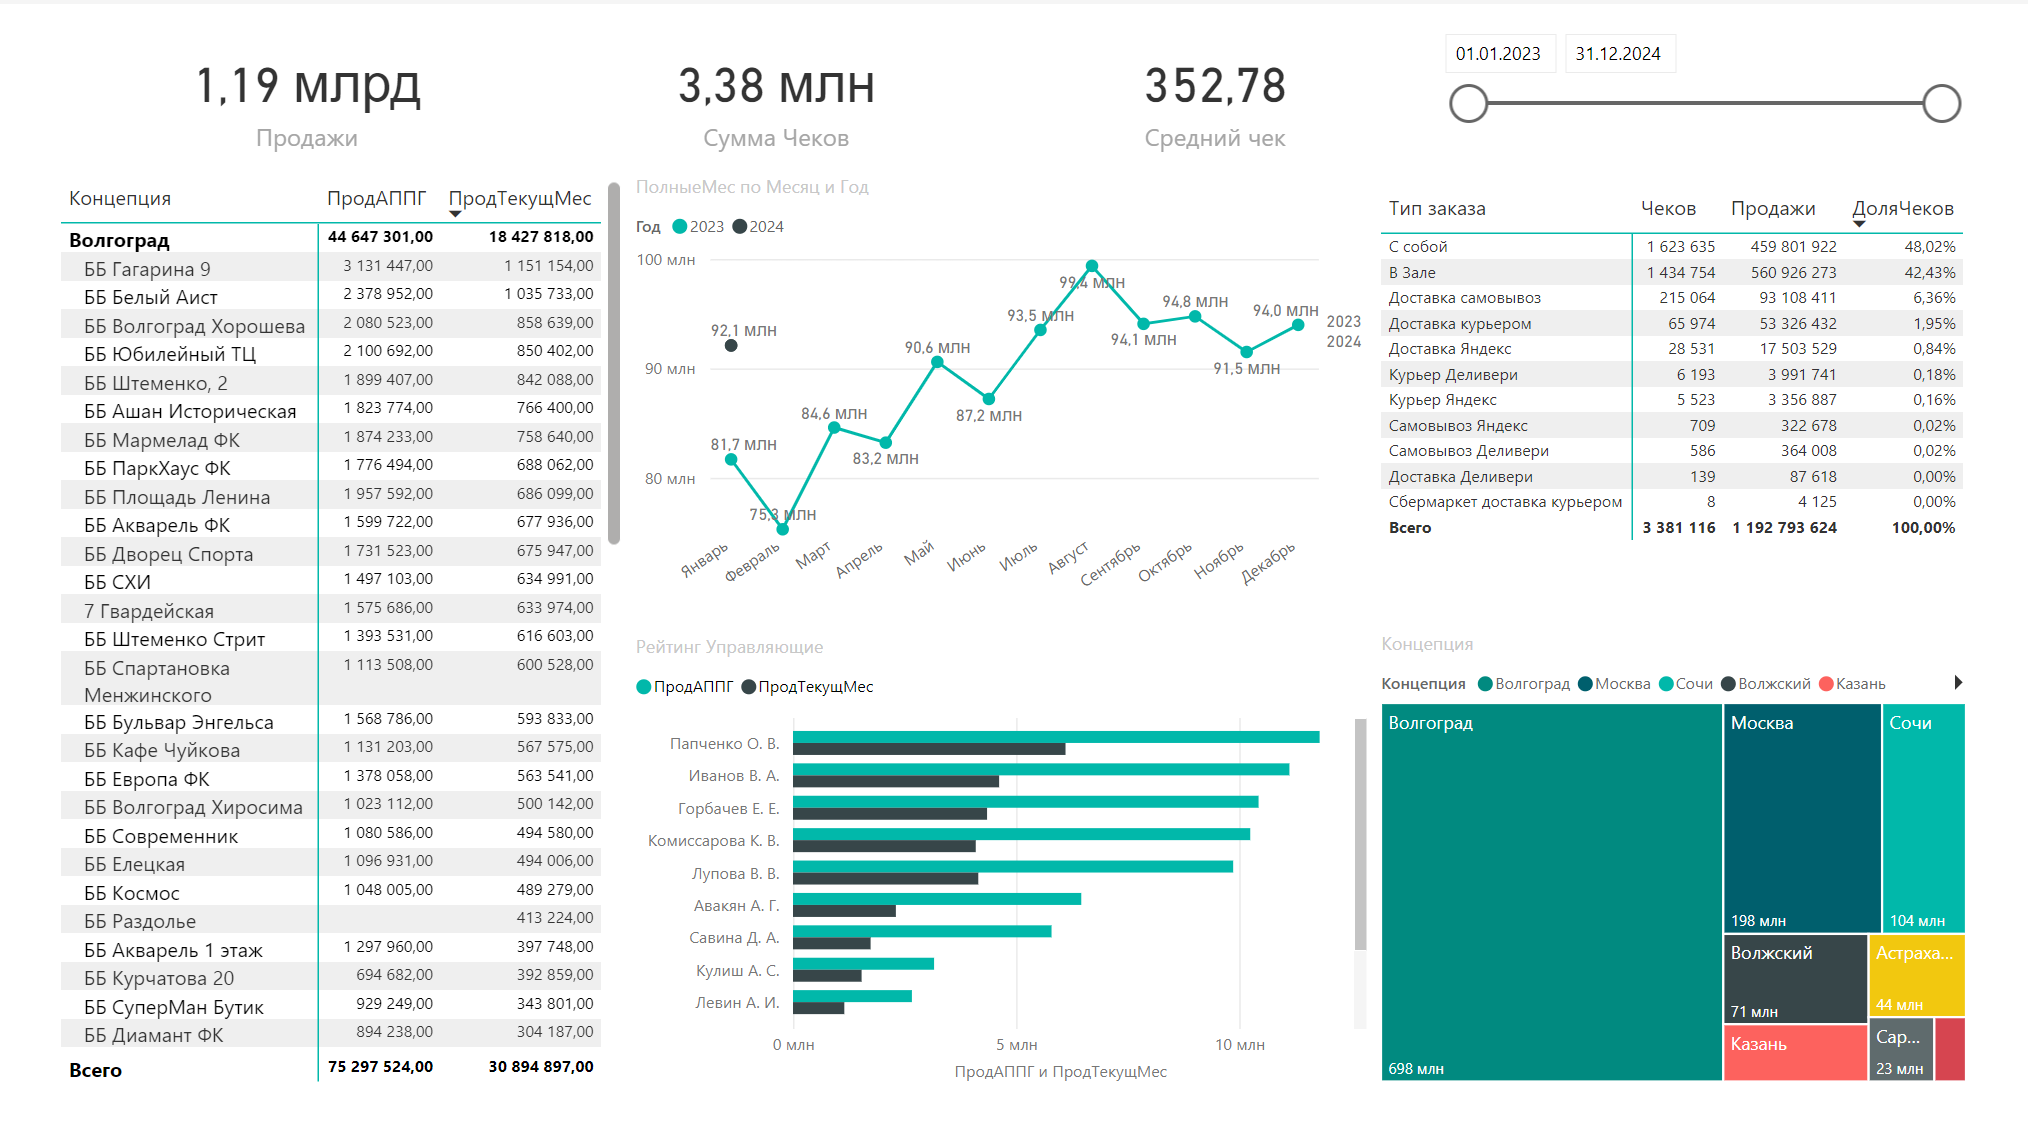 1,19 млрд
Продажи
3,38 млн
Сумма Чеков
352,78
Средний чек
01.01.2023 31.12.2024
Концепция ПродАППГ ПродТекущМес
Волгоград 44 647 301,00 18 427 818,00
ББ Гагарина 9 3 131 447,00 1 151 154,00
ББ Белый Аист 2 378 952,00 1 035 733,00
ББ Волгоград Хорошева 2 080 523,00 858 639,00
ББ Юбилейный ТЦ 2 100 692,00 850 402,00
ББ Штеменко, 2 1 899 407,00 842 088,00
ББ Ашан Историческая 1 823 774,00 766 400,00
ББ Мармелад ФК 1 874 233,00 758 640,00
ББ ПаркХаус ФК 1 776 494,00 688 062,00
ББ Площадь Ленина 1 957 592,00 686 099,00
ББ Акварель ФК 1 599 722,00 677 936,00
ББ Дворец Спорта 1 731 523,00 675 947,00
ББ СХИ 1 497 103,00 634 991,00
7 Гвардейская 1 575 686,00 633 974,00
ББ Штеменко Стрит 1 393 531,00 616 603,00
ББ Спартановка 1 113 508,00 600 528,00
Менжинского
ББ Бульвар Энгельса 1 568 786,00 593 833,00
ББ Кафе Чуйкова 1 131 203,00 567 575,00
ББ Европа ФК 1 378 058,00 563 541,00
ББ Волгоград Хиросима 1 023 112,00 500 142,00
ББ Современник 1 080 586,00 494 580,00
ББ Елецкая 1 096 931,00 494 006,00
ББ Космос 1 048 005,00 489 279,00
ББ Раздолье 413 224,00
ББ Акварель 1 этаж 1 297 960,00 397 748,00
ББ Курчатова 20 694 682,00 392 859,00
ББ СуперМан Бутик 929 249,00 343 801,00
ББ Диамант ФК 894 238,00 304 187,00
Всего 75 297 524,00 30 894 897,00
ПолныеМес по Месяц и Год
Год 2023 2024
100 млн
90 млн
80 млн
92,1 млн
81,7 млн
75,3 млн
84,6 млн
83,2 млн
90,6 млн
87,2 млн
93,5 млн
99,4 млн
94,1 млн
94,8 млн
91,5 млн
94,0 млн
2023
2024
Январь Февраль Март Апрель Май Июнь Июль Август Сентябрь Октябрь Ноябрь Декабрь
Тип заказа Чеков Продажи ДоляЧеков
С собой 1 623 635 459 801 922 48,02%
В Зале 1 434 754 560 926 273 42,43%
Доставка самовывоз 215 064 93 108 411 6,36%
Доставка курьером 65 974 53 326 432 1,95%
Доставка Яндекс 28 531 17 503 529 0,84%
Курьер Деливери 6 193 3 991 741 0,18%
Курьер Яндекс 5 523 3 356 887 0,16%
Самовывоз Яндекс 709 322 678 0,02%
Самовывоз Деливери 586 364 008 0,02%
Доставка Деливери 139 87 618 0,00%
Сбермаркет доставка курьером 8 4 125 0,00%
Всего 3 381 116 1 192 793 624 100,00%
Рейтинг Управляющие
ПродАППГ ПродТекущМес
Папченко О. В.
Иванов В. А.
Горбачев Е. Е.
Комиссарова К. В.
Лупова В. В.
Авакян А. Г.
Савина Д. А.
Кулиш А. С.
Левин А. И.
0 млн 5 млн 10 млн
ПродАППГ и ПродТекущМес
Концепция
Концепция Волгоград Москва Сочи Волжский Казань
Волгоград
698 млн
Москва
198 млн
Сочи
104 млн
Волжский
71 млн
Астраха...
44 млн
Казань
Сар...
23 млн